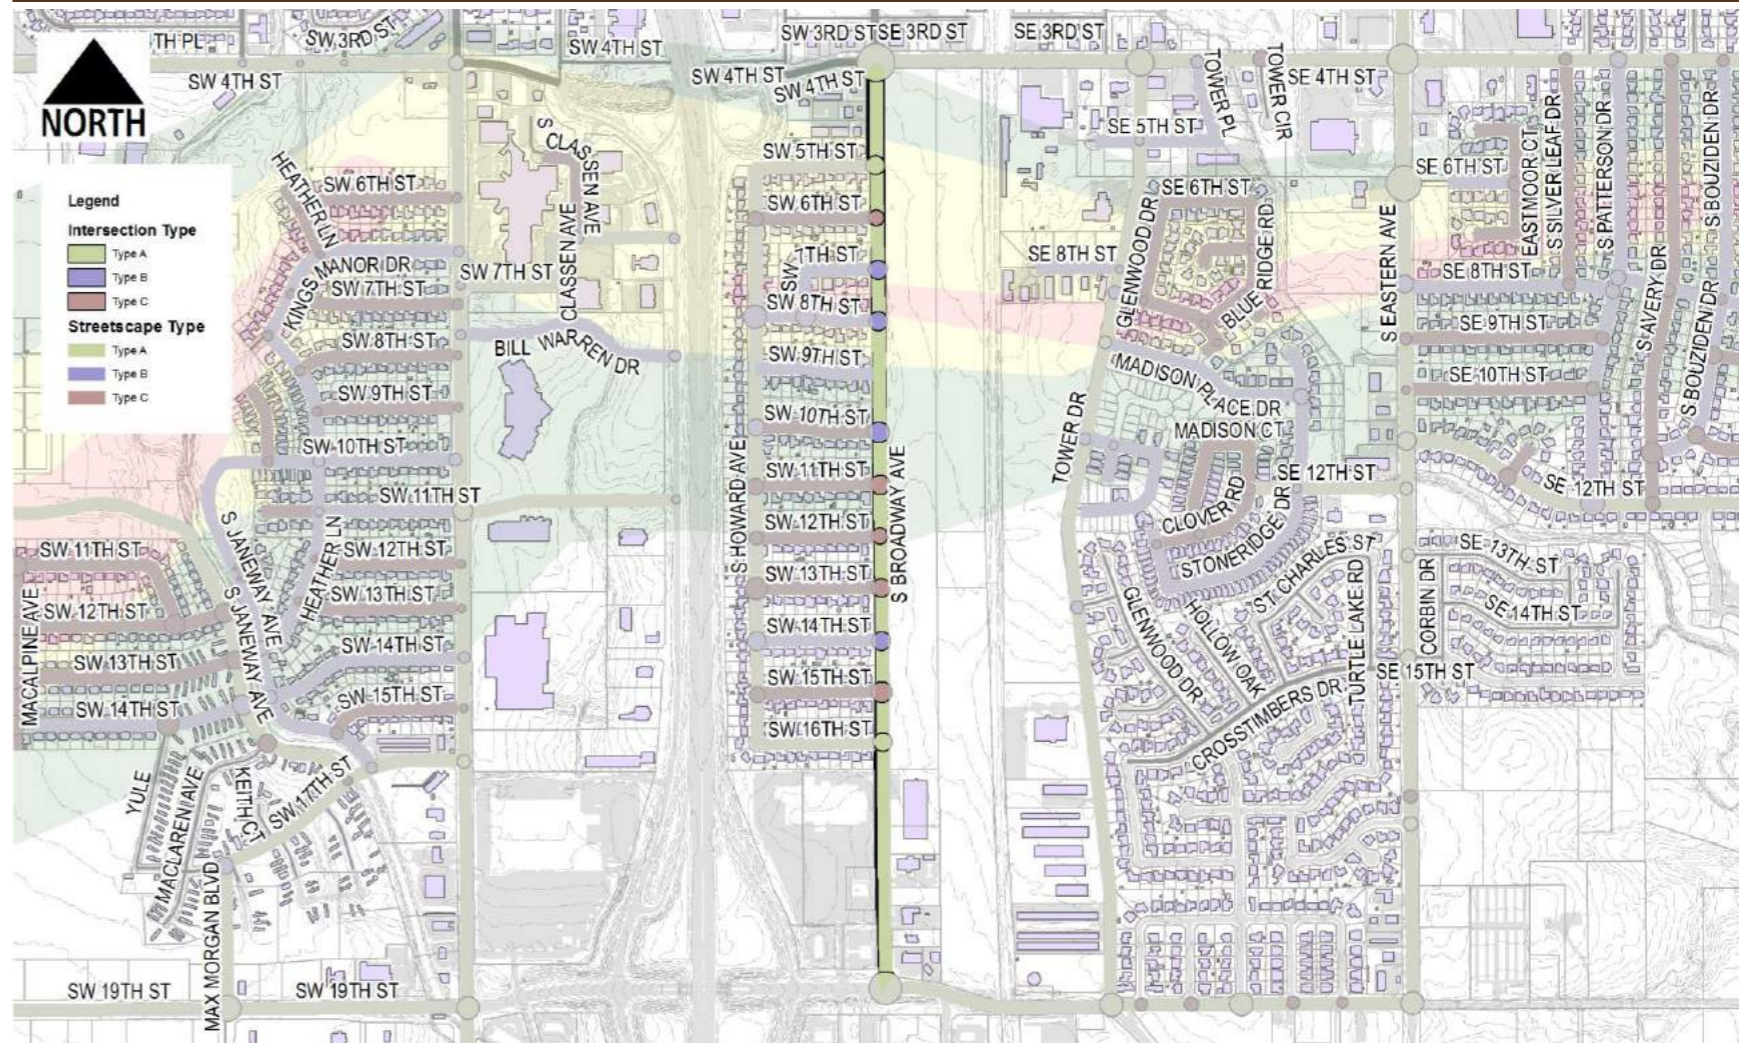 TH PL
SW 3RD ST
SW 4TH ST
SW 3RD ST
SE 3RD ST
SE 3RD ST
SW 4TH ST
SW 4TH ST
SW 4TH ST
TOWER PL
TOWER CIR
SE 4TH ST
NORTH
Legend
Intersection Type
Type A
Type B
Type C
Streetscape Type
Type A
Type B
Type C
HEATHER LN
SW 6TH ST
KINGS MANOR DR
SW 7TH ST
SW 8TH ST
SW 9TH ST
SW 10TH ST
SW 11TH ST
SW 12TH ST
SW 13TH ST
SW 14TH ST
SW 15TH ST
HEATHER LN
S JANEWAY AVE
S JANEWAY AVE
SW 11TH ST
SW 12TH ST
SW 13TH ST
SW 14TH ST
MACALPINE AVE
YULE
MACLAREN AVE
KEITH CT
SW 17TH ST
MAX MORGAN BLVD
SW 19TH ST
SW 19TH ST
S CLASSEN AVE
CLASSEN AVE
SW 7TH ST
BILL WARREN DR
SW 5TH ST
SW 6TH ST
SW 7TH ST
SW 8TH ST
SW 9TH ST
SW 10TH ST
SW 11TH ST
SW 12TH ST
SW 13TH ST
SW 14TH ST
SW 15TH ST
SW 16TH ST
S HOWARD AVE
S BROADWAY AVE
SE 5TH ST
SE 6TH ST
SE 8TH ST
GLENWOOD DR
BLUE RIDGE RD
MADISON PLACE DR
MADISON CT
TOWER DR
CLOVER RD
STONERIDGE DR
SE 12TH ST
ST CHARLES ST
HOLLOW OAK
GLENWOOD DR
TURTLE LAKE RD
CROSSTIMBERS DR
S EASTERN AVE
SE 6TH ST
EASTMOOR CT
S SILVERLEAF DR
S PATTERSON DR
S AVERY DR
S BOUZIDEN DR
S BOUZIDEN DR
S BOUZIDEN DR
SE 8TH ST
SE 9TH ST
SE 10TH ST
SE 12TH ST
SE 13TH ST
SE 14TH ST
CORBIN DR
SE 15TH ST